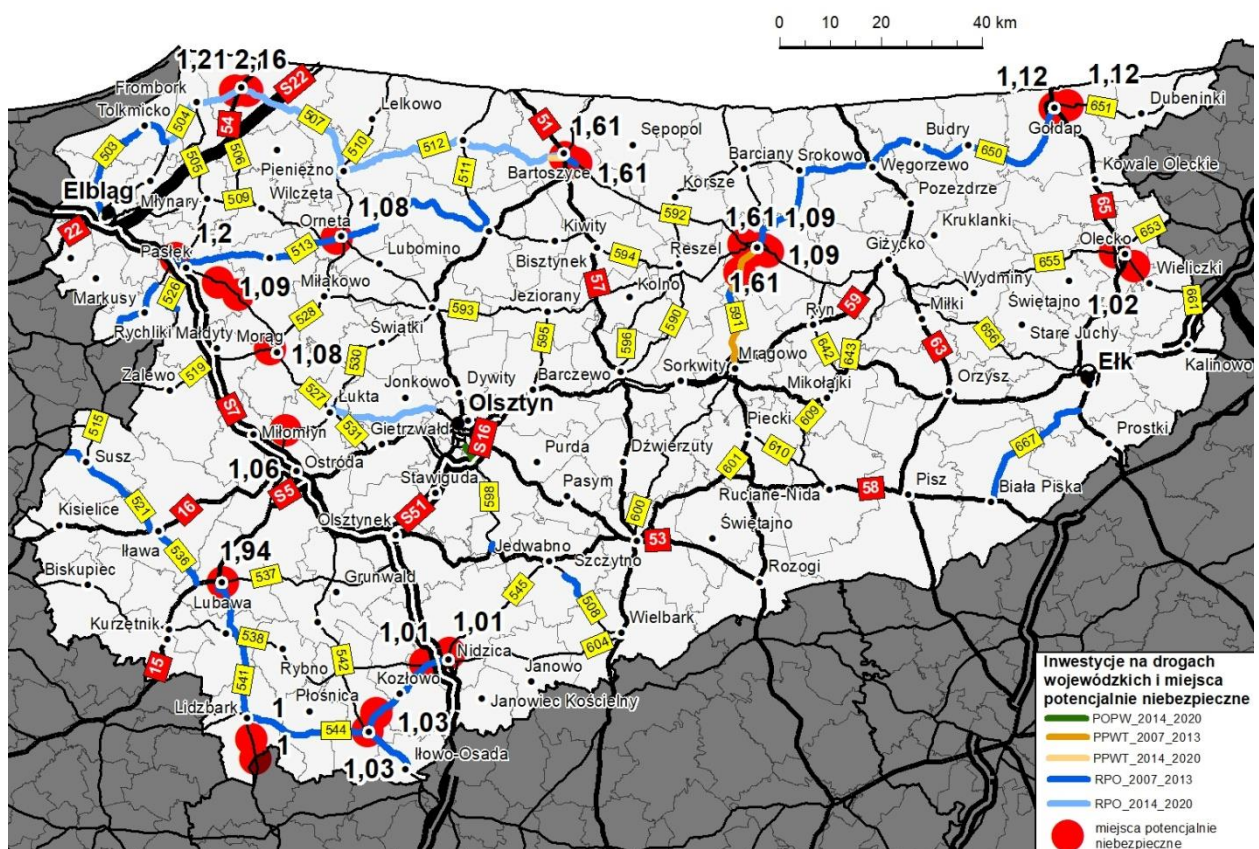 0 20 40 km
1,21 2,16
S22
1,12
1,12
Frombork
Tolkmicko
504
54
507
Lelkowo
51
1,61
Sępopol
651
Dubeninki
Gołdap
503
505
506
Pieniężno
510
512
511
Bartoszyce
1,61
Barciany
Srokowo
Budry
650
Węgorzewo
Kowale Oleckie
Elbląg
Młynary
509
Wilczęta
Orneta
1,08
Korsze
592
Pozezdrze
65
22
1,2
Pasłęk
513
Lubomino
Kiwity
594
Reszel
1,61
1,09
Kruklanki
Giżycko
Olecko
653
526
Markusy
1,09
Miłakowo
Bisztynek
57
Kolno
1,09
1,61
655
Wydminy
Wieliczki
661
Rychliki
Małdyty
Morąg
528
593
Jeziorany
590
591
Ryn
59
Miłki
Świętajno
1,02
1,08
Świątki
595
596
642
643
63
656
Stare Juchy
Zalewo
519
530
Jonkowo
Dywity
Barczewo
Sorkwity
Mrągowo
Mikołajki
Orzysz
Ełk
Kalinowo
S7
527
Łukta
Olsztyn
Piecki
609
515
Miłomłyn
531
Gietrzwałd
S16
Purda
Dźwierzuty
610
Prostki
667
Susz
1,06
Ostróda
Stawiguda
Pasym
601
Ruciane-Nida
58
Pisz
Biała Piska
521
16
S5
S51
598
600
Kisielice
Olsztynek
Świętajno
Iława
536
Jedwabno
53
Biskupiec
1,94
537
Grunwald
Szczytno
Rozogi
Lubawa
545
508
Kurzętnik
538
1,01
1,01
Wielbark
15
Rybno
542
Nidzica
604
541
Kozłowo
Janowo
Płośnica
Janowiec Kościelny
Lidzbark
1
544
1,03
1
Iłowo-Osada
1,03
Inwestycje na drogach
wojewódzkich i miejsca
potencjalnie niebezpieczne
POPW_2014_2020
PPWT_2007_2013
PPWT_2014_2020
RPO_2007_2013
RPO_2014_2020
miejsca potencjalnie
niebezpieczne